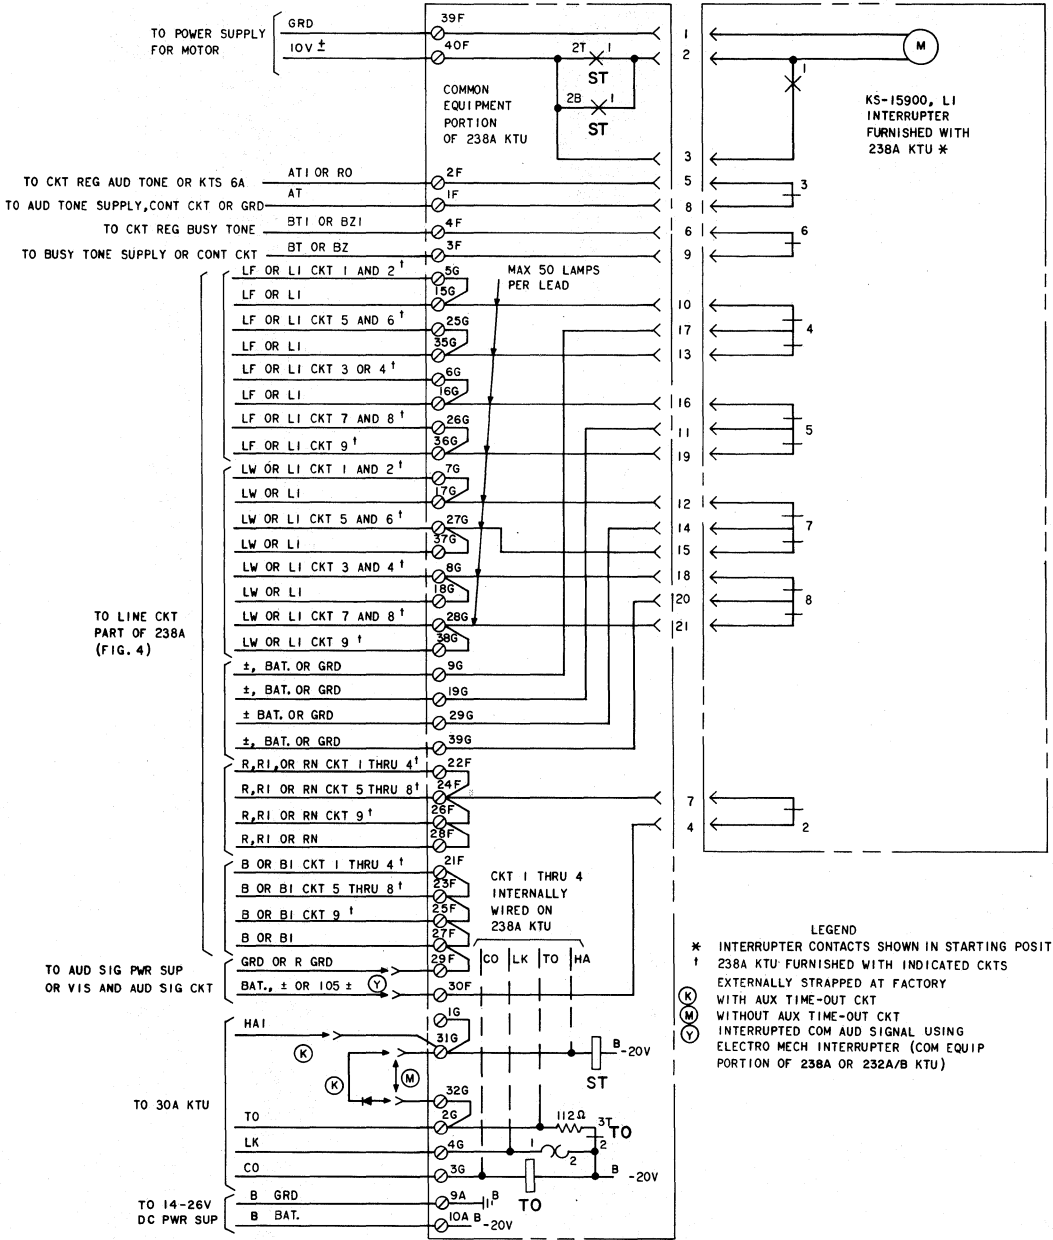 TO POWER SUPPLY
FOR MOTOR
GRD
10V ±
39F
40F
2T 1
ST
2B 1
ST
COMMON
EQUIPMENT
PORTION
OF 238A KTU
1
2
3
M
1
KS-15900, L1
INTERRUPTER
FURNISHED WITH
238A KTU *
TO CKT REG AUD TONE OR KTS 6A
AT1 OR RO
2F
5
3
TO AUD TONE SUPPLY,CONT CKT OR GRD
AT
1F
8
TO CKT REG BUSY TONE
BT1 OR BZ1
4F
6
6
TO BUSY TONE SUPPLY OR CONT CKT
BT OR BZ
3F
9
MAX 50 LAMPS
PER LEAD
TO LINE CKT
PART OF 238A
(FIG. 4)
LF OR L1 CKT 1 AND 2†
5G
LF OR L1
15G
10
LF OR L1 CKT 5 AND 6†
25G
17
4
LF OR L1
35G
13
LF OR L1 CKT 3 OR 4†
6G
LF OR L1
16G
16
LF OR L1 CKT 7 AND 8†
26G
11
5
LF OR L1 CKT 9†
36G
19
LW OR L1 CKT 1 AND 2†
7G
LW OR L1
17G
12
LW OR L1 CKT 5 AND 6†
27G
14
7
LW OR L1
37G
15
LW OR L1 CKT 3 AND 4†
8G
18
LW OR L1
18G
20
8
LW OR L1 CKT 7 AND 8†
28G
21
LW OR L1 CKT 9†
38G
±, BAT. OR GRD
9G
±, BAT. OR GRD
19G
± BAT. OR GRD
29G
±, BAT. OR GRD
39G
R,R1,OR RN CKT 1 THRU 4†
22F
R,R1 OR RN CKT 5 THRU 8†
24F
7
R,R1 OR RN CKT 9†
26F
4
2
R,R1 OR RN
28F
B OR B1 CKT 1 THRU 4†
21F
B OR B1 CKT 5 THRU 8†
23F
B OR B1 CKT 9†
25F
B OR B1
27F
CKT 1 THRU 4
INTERNALLY
WIRED ON
238A KTU
CO LK TO HA
TO AUD SIG PWR SUP
OR VIS AND AUD SIG CKT
GRD OR R GRD
29F
BAT., ± OR 105 ±
Y
30F
TO 30A KTU
HA1
1G
K
31G
B
-20V
ST
K
M
32G
TO
2G
112Ω
3T
TO
2
LK
4G
1
2
CO
3G
TO
B
-20V
TO 14-26V
DC PWR SUP
B GRD
9A
B
B BAT.
10A B
-20V
LEGEND
* INTERRUPTER CONTACTS SHOWN IN STARTING POSIT
† 238A KTU FURNISHED WITH INDICATED CKTS
EXTERNALLY STRAPPED AT FACTORY
K WITH AUX TIME-OUT CKT
M WITHOUT AUX TIME-OUT CKT
Y INTERRUPTED COM AUD SIGNAL USING
ELECTRO MECH INTERRUPTER (COM EQUIP
PORTION OF 238A OR 232A/B KTU)